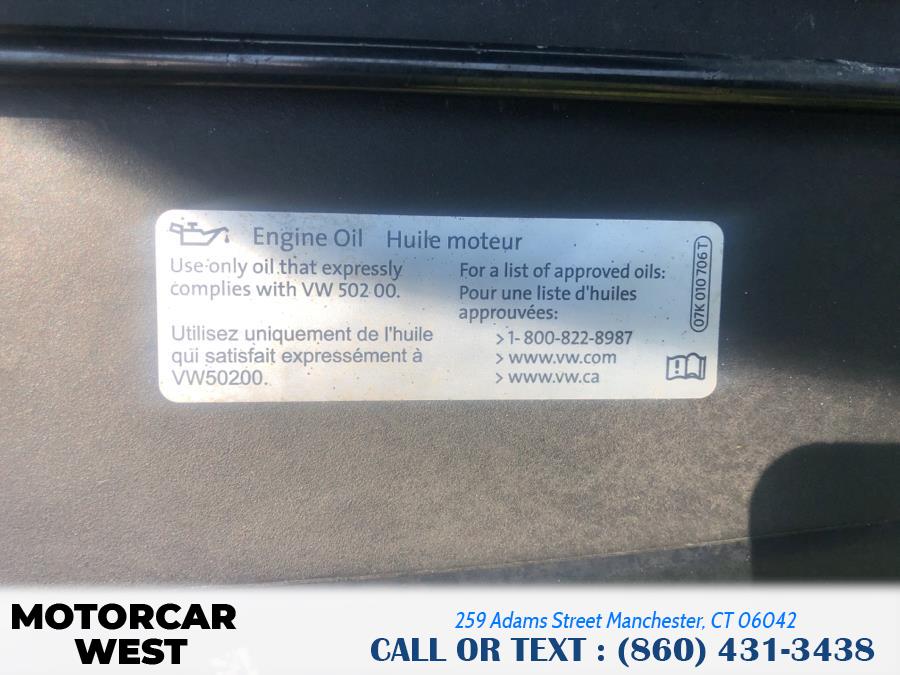 Engine Oil Huile moteur
Use only oil that expressly
complies with VW 502 00.
Utilisez uniquement de l'huile
qui satisfait expressément à
VW50200.
For a list of approved oils:
Pour une liste d'huiles
approuvées:
> 1-800-822-8987
> www.vw.com
> www.vw.ca
07K 010 706 T
MOTORCAR
WEST
259 Adams Street Manchester, CT 06042
CALL OR TEXT : (860) 431-3438